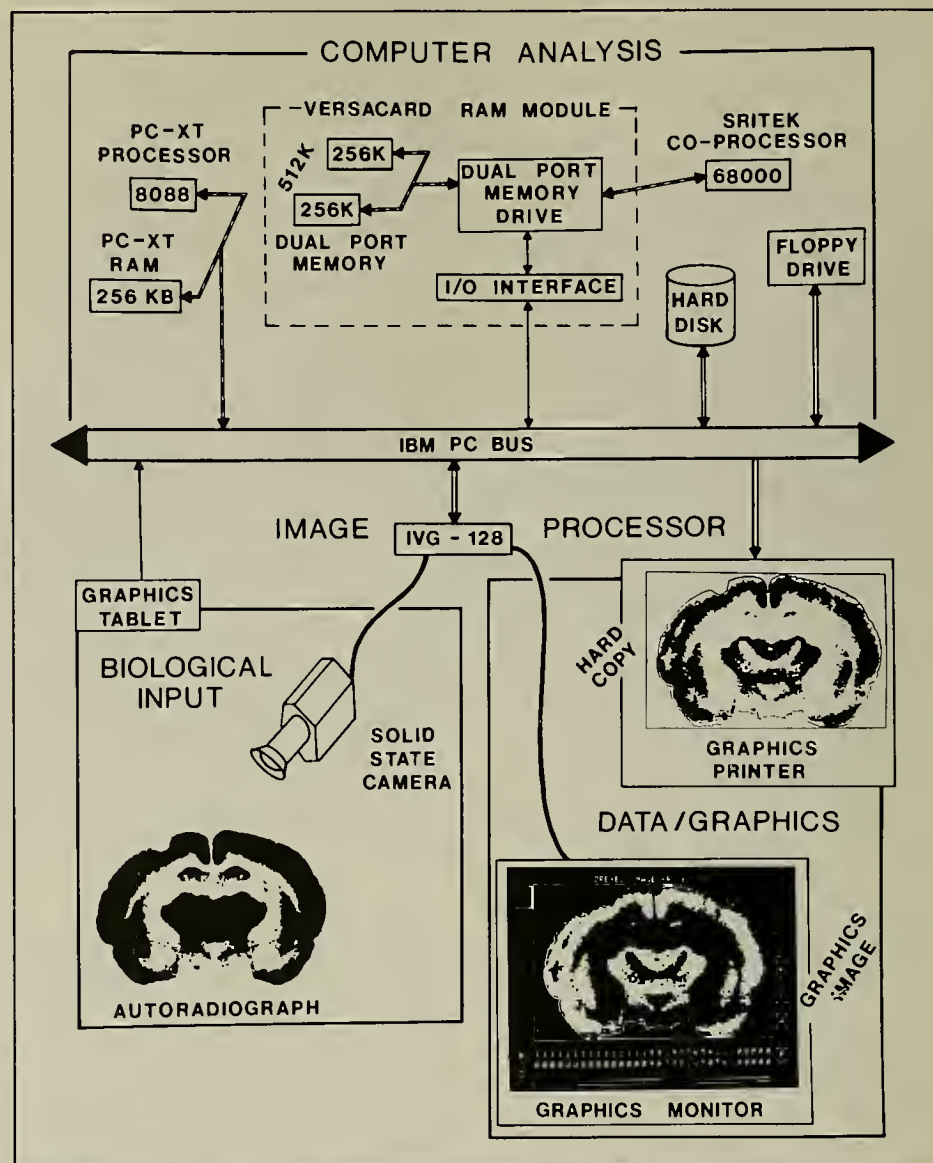 COMPUTER ANALYSIS
PC-XT
PROCESSOR
8088
PC-XT
RAM
256 KB
VERSACARD RAM MODULE
512K
256K
256K
DUAL PORT
MEMORY
DUAL PORT
MEMORY
DRIVE
I/O INTERFACE
SRITEK
CO-PROCESSOR
68000
HARD
DISK
FLOPPY
DRIVE
IBM PC BUS
IMAGE PROCESSOR
IVG - 128
GRAPHICS
TABLET
BIOLOGICAL
INPUT
SOLID
STATE
CAMERA
AUTORADIOGRAPH
HARD
COPY
GRAPHICS
PRINTER
DATA/GRAPHICS
GRAPHICS
IMAGE
GRAPHICS MONITOR